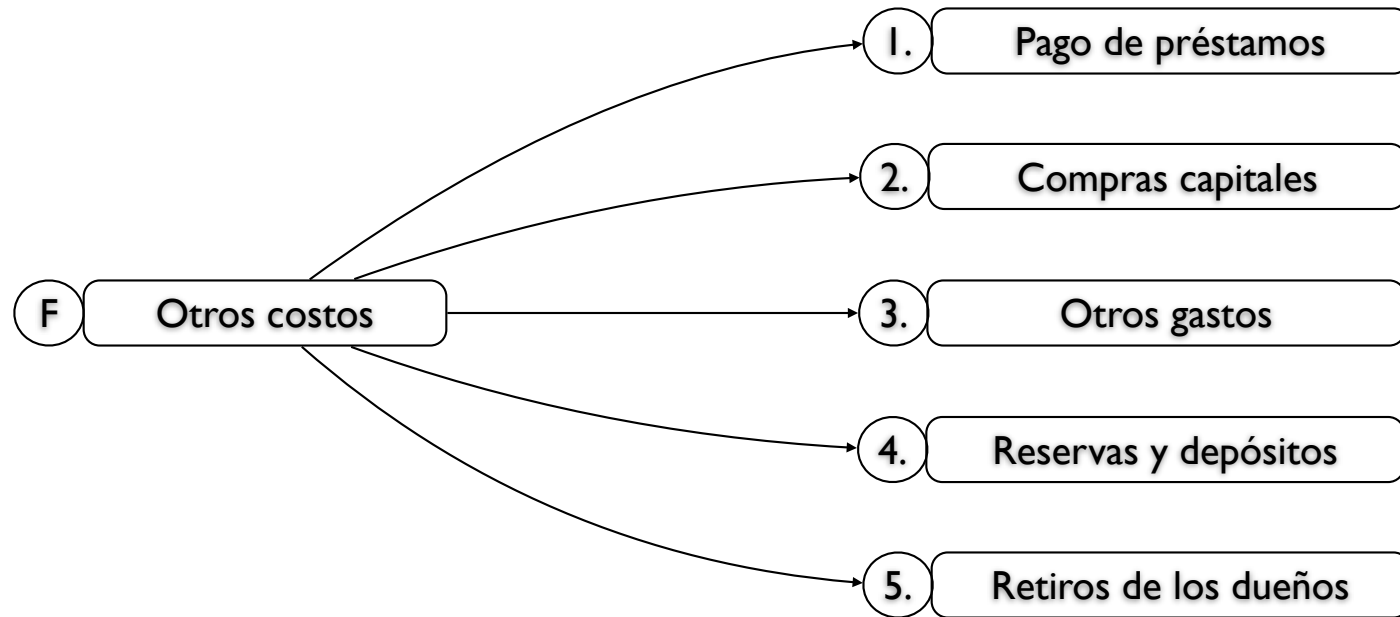 1. Pago de préstamos
2. Compras capitales
F Otros costos
3. Otros gastos
4. Reservas y depósitos
5. Retiros de los dueños